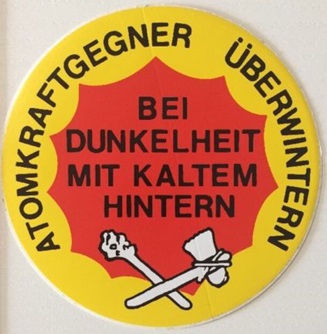 ATOMKRAFTGEGNER ÜBERWINTERN
BEI
DUNKELHEIT
MIT KALTEM
HINTERN